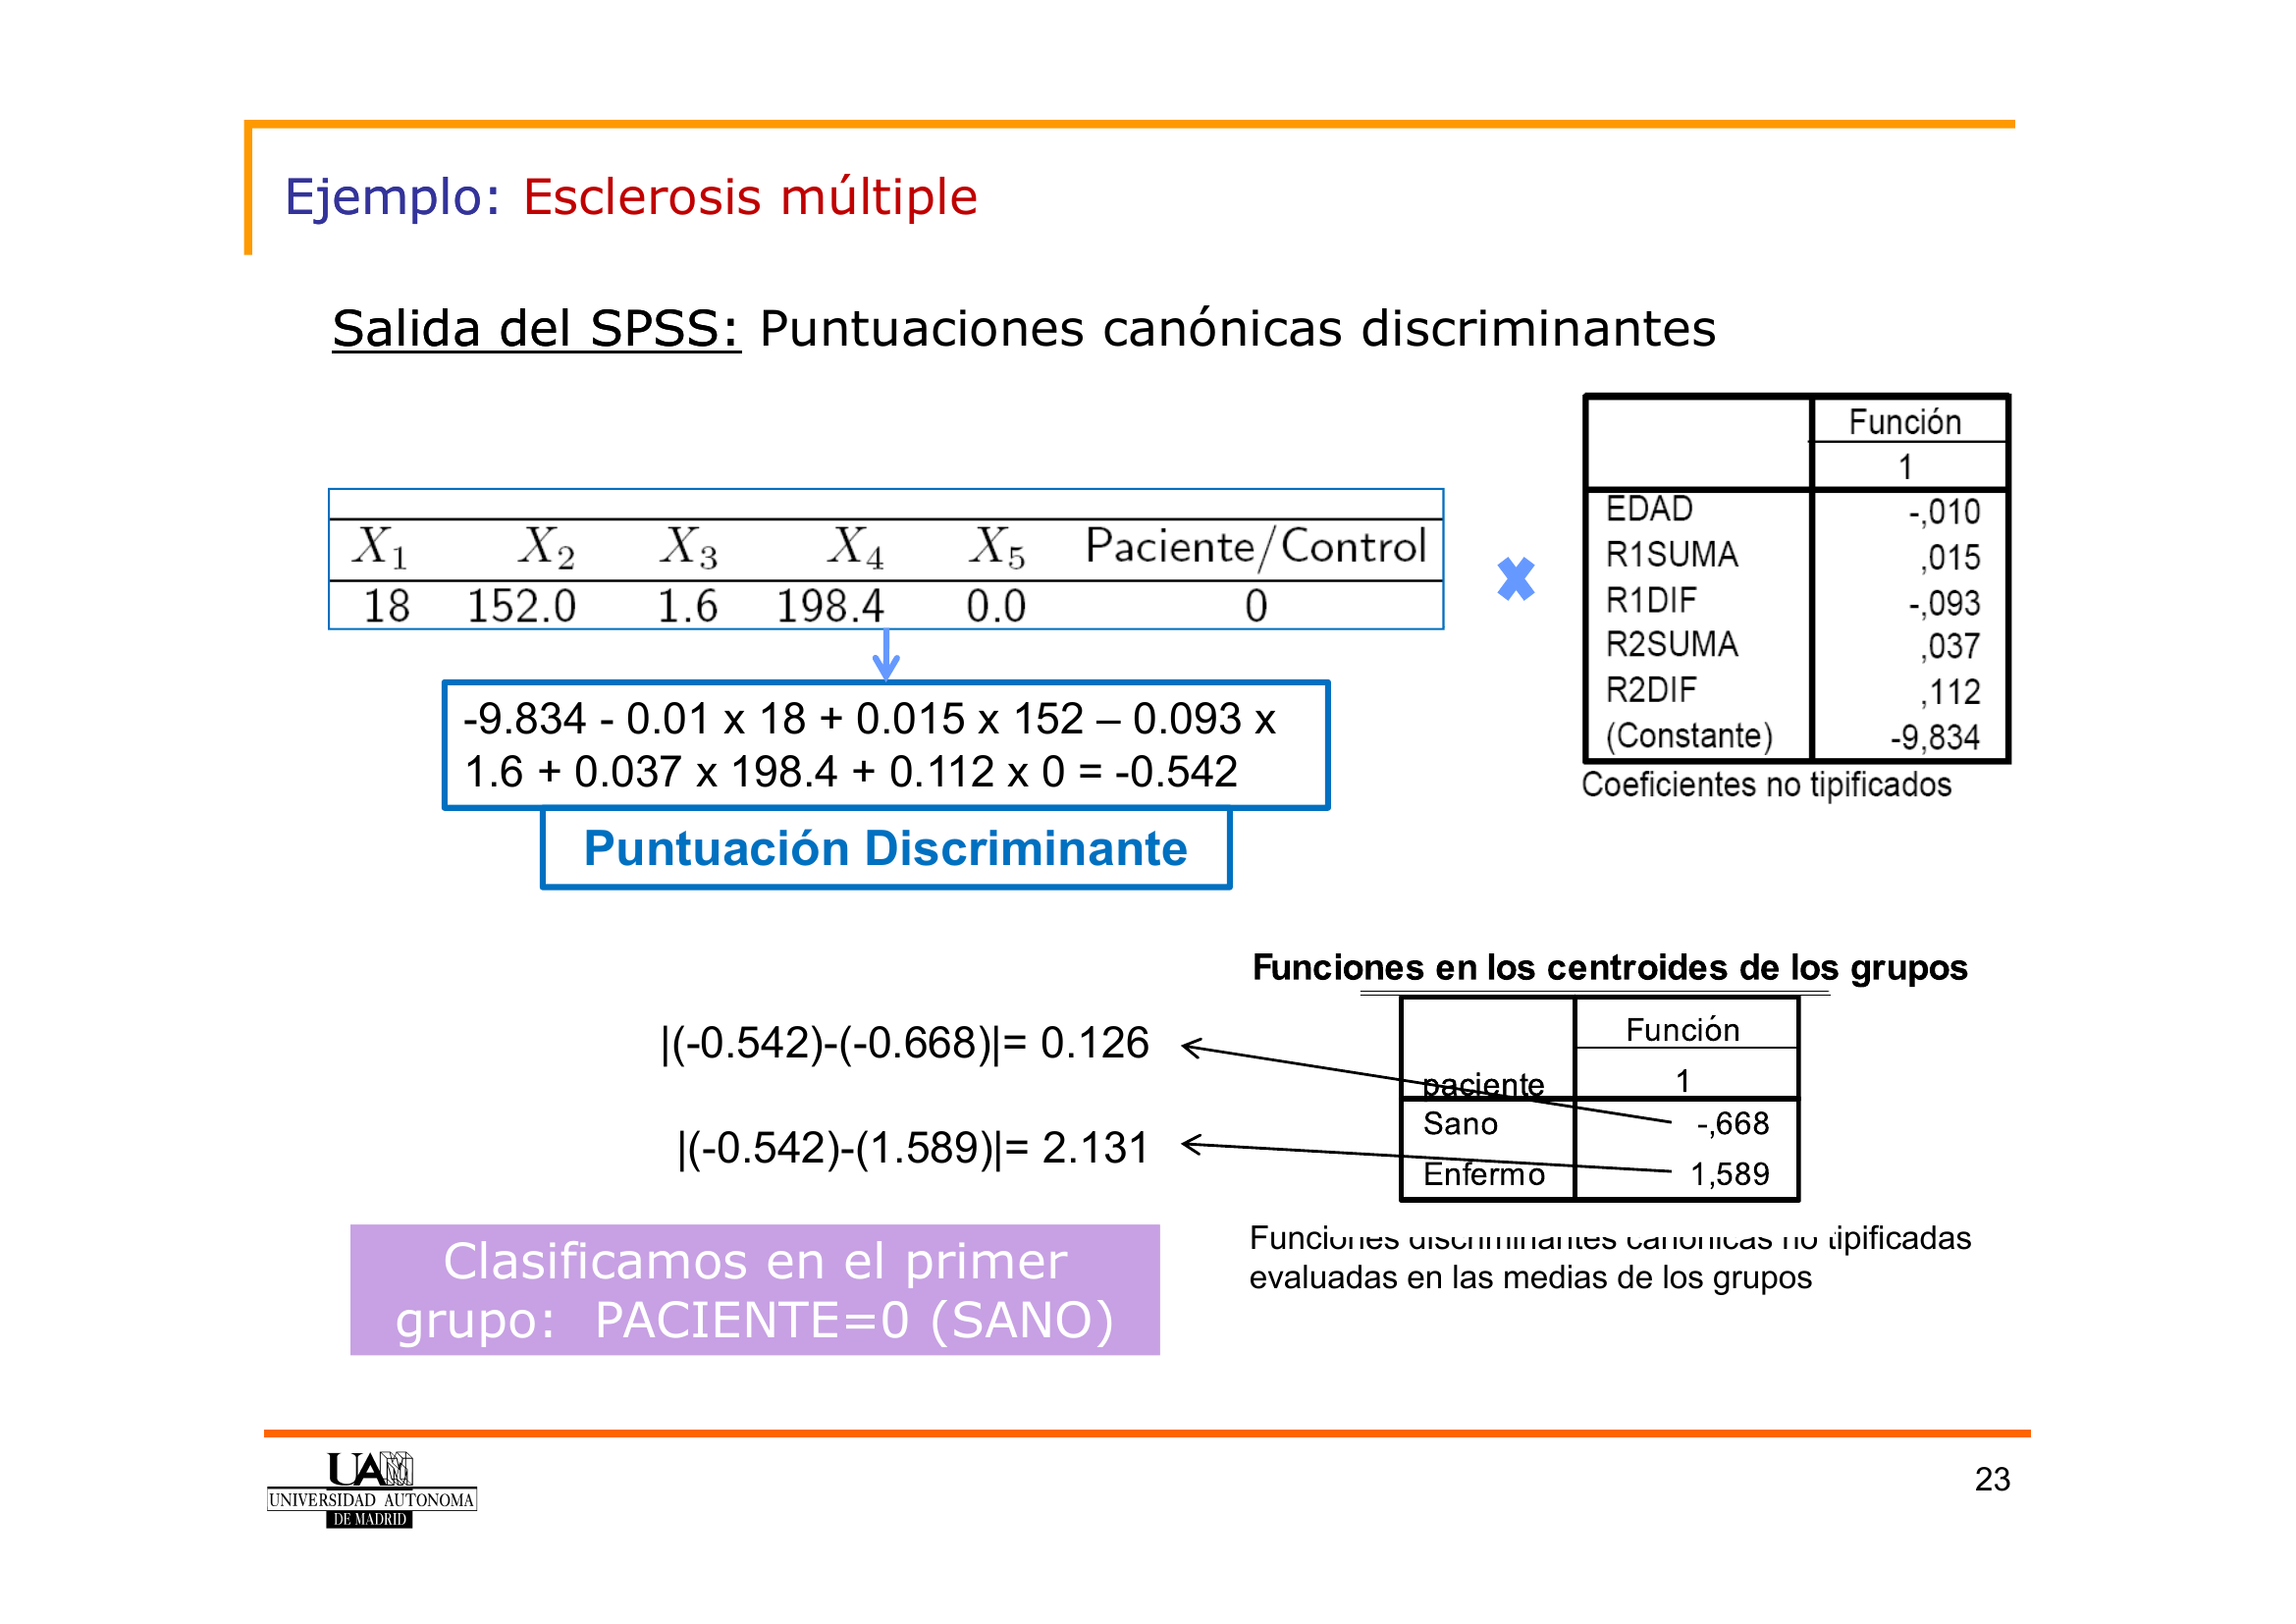 Ejemplo: Esclerosis múltiple
Salida del SPSS: Puntuaciones canónicas discriminantes
X1 X2 X3 X4 X5 Paciente/Control
18 152.0 1.6 198.4 0.0 0
Función
1
EDAD -,010
R1SUMA ,015
R1DIF -,093
R2SUMA ,037
R2DIF ,112
(Constante) -9,834
Coeficientes no tipificados
-9.834 - 0.01 x 18 + 0.015 x 152 – 0.093 x
1.6 + 0.037 x 198.4 + 0.112 x 0 = -0.542
Puntuación Discriminante
Funciones en los centroides de los grupos
Función
paciente 1
Sano -,668
Enfermo 1,589
Funciones discriminantes canónicas no tipificadas
evaluadas en las medias de los grupos
|(-0.542)-(-0.668)|= 0.126
|(-0.542)-(1.589)|= 2.131
Clasificamos en el primer
grupo: PACIENTE=0 (SANO)
UAM
UNIVERSIDAD AUTONOMA
DE MADRID
23